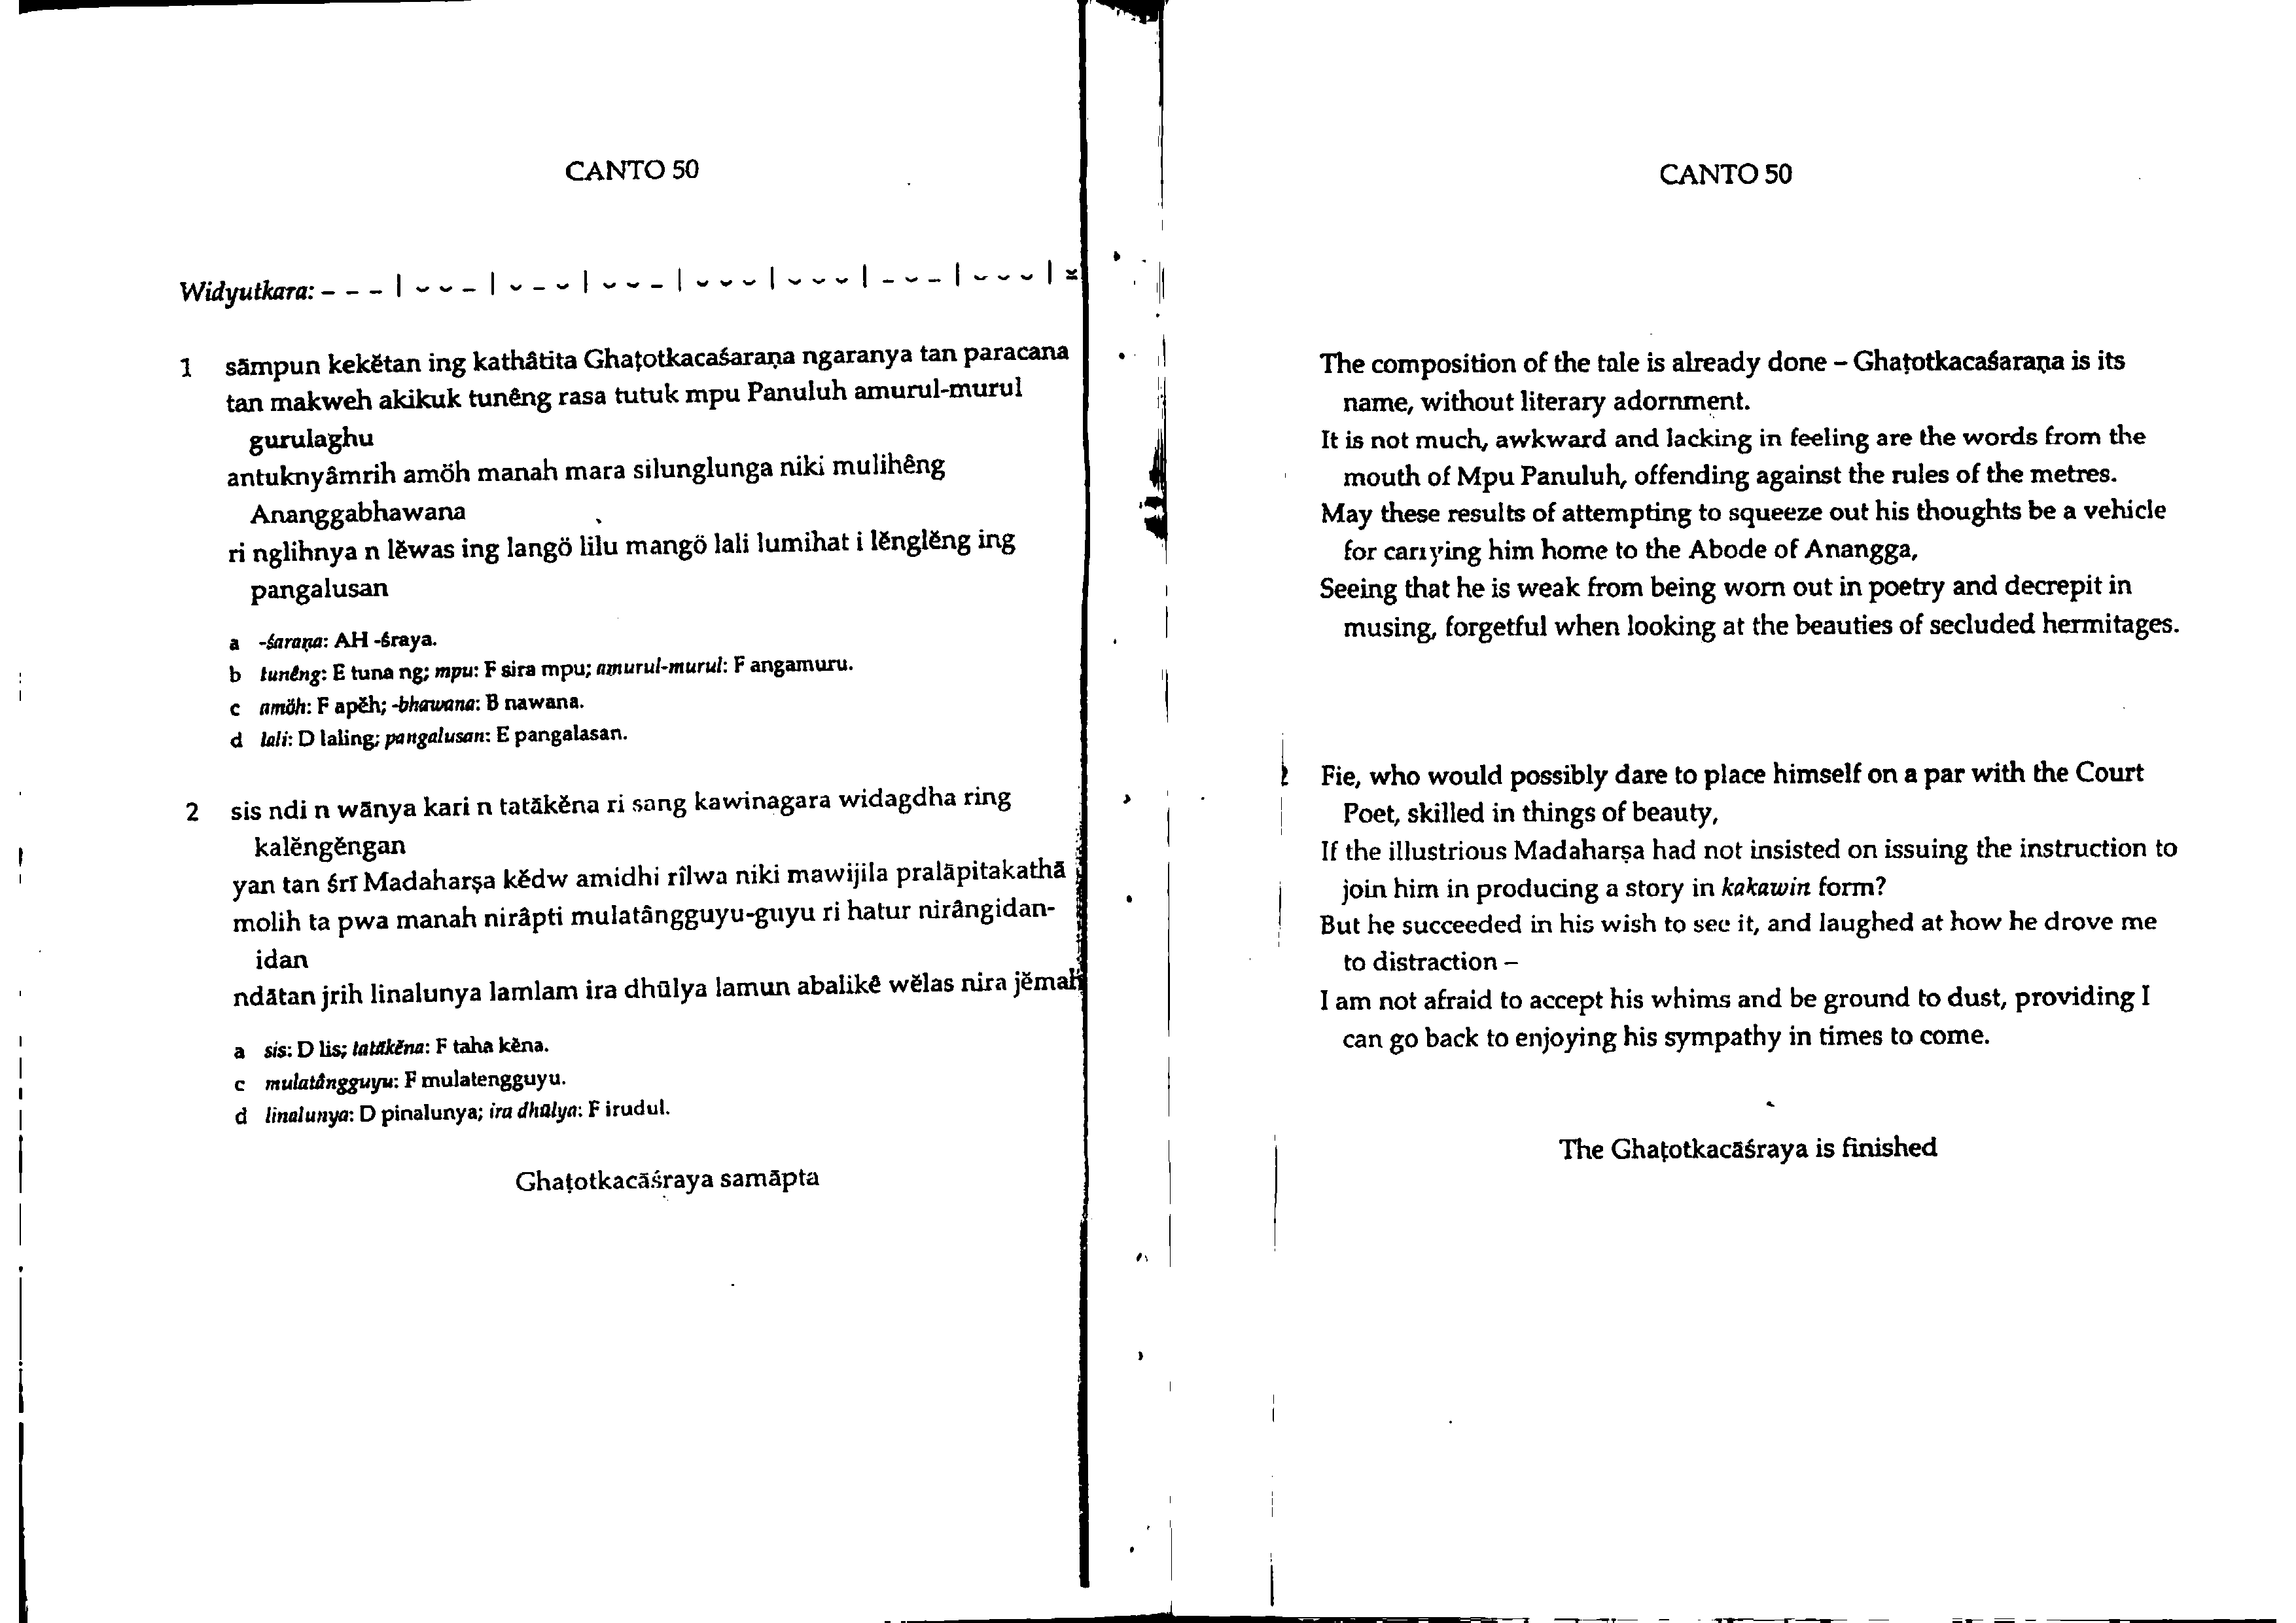 CANTO 50
Widyutkara: – – – | ⏑ ⏑ – | ⏑ – ⏑ | ⏑ ⏑ – | ⏑ ⏑ ⏑ | ⏑ ⏑ ⏑ | – ⏑ – | ⏑ ⏑ ⏑ | ⏓
1 sāmpun kekĕtan ing kathâtita Ghaṭotkacaśaraṇa ngaranya tan paracana
tan makweh akikuk tunêng rasa tutuk mpu Panuluh amurul-murul
gurulaghu
antuknyâmrih amöh manah mara silunglunga niki mulihêng
Ananggabhawana
ri nglihnya n lĕwas ing langö lilu mangö lali lumihat i lĕnglĕng ing
pangalusan
a -śaraṇa: AH -śraya.
b tunêng: E tuna ng; mpu: F sira mpu; amurul-murul: F angamuru.
c amöh: F apĕh; -bhawana: B nawana.
d lali: D laling; pangalusan: E pangalasan.
2 sis ndi n wānya kari n tatākĕna ri sang kawinagara widagdha ring
kalĕngĕngan
yan tan śrī Madaharṣa kĕdw amidhi rîlwa niki mawijila pralāpitakathā
molih ta pwa manah nirâpti mulatângguyu-guyu ri hatur nirângidan-
idan
ndātan jrih linalunya lamlam ira dhūlya lamun abalikê wĕlas nira jĕmah
a sis: D lis; tatākĕna: F taha kĕna.
c mulatângguyu: F mulatengguyu.
d linalunya: D pinalunya; ira dhūlya: F irudul.
Ghaṭotkacāśraya samāpta
CANTO 50
The composition of the tale is already done – Ghaṭotkacaśaraṇa is its
name, without literary adornment.
It is not much, awkward and lacking in feeling are the words from the
mouth of Mpu Panuluh, offending against the rules of the metres.
May these results of attempting to squeeze out his thoughts be a vehicle
for carrying him home to the Abode of Anangga,
Seeing that he is weak from being worn out in poetry and decrepit in
musing, forgetful when looking at the beauties of secluded hermitages.
2 Fie, who would possibly dare to place himself on a par with the Court
Poet, skilled in things of beauty,
If the illustrious Madaharṣa had not insisted on issuing the instruction to
join him in producing a story in kakawin form?
But he succeeded in his wish to see it, and laughed at how he drove me
to distraction –
I am not afraid to accept his whims and be ground to dust, providing I
can go back to enjoying his sympathy in times to come.
The Ghaṭotkacāśraya is finished